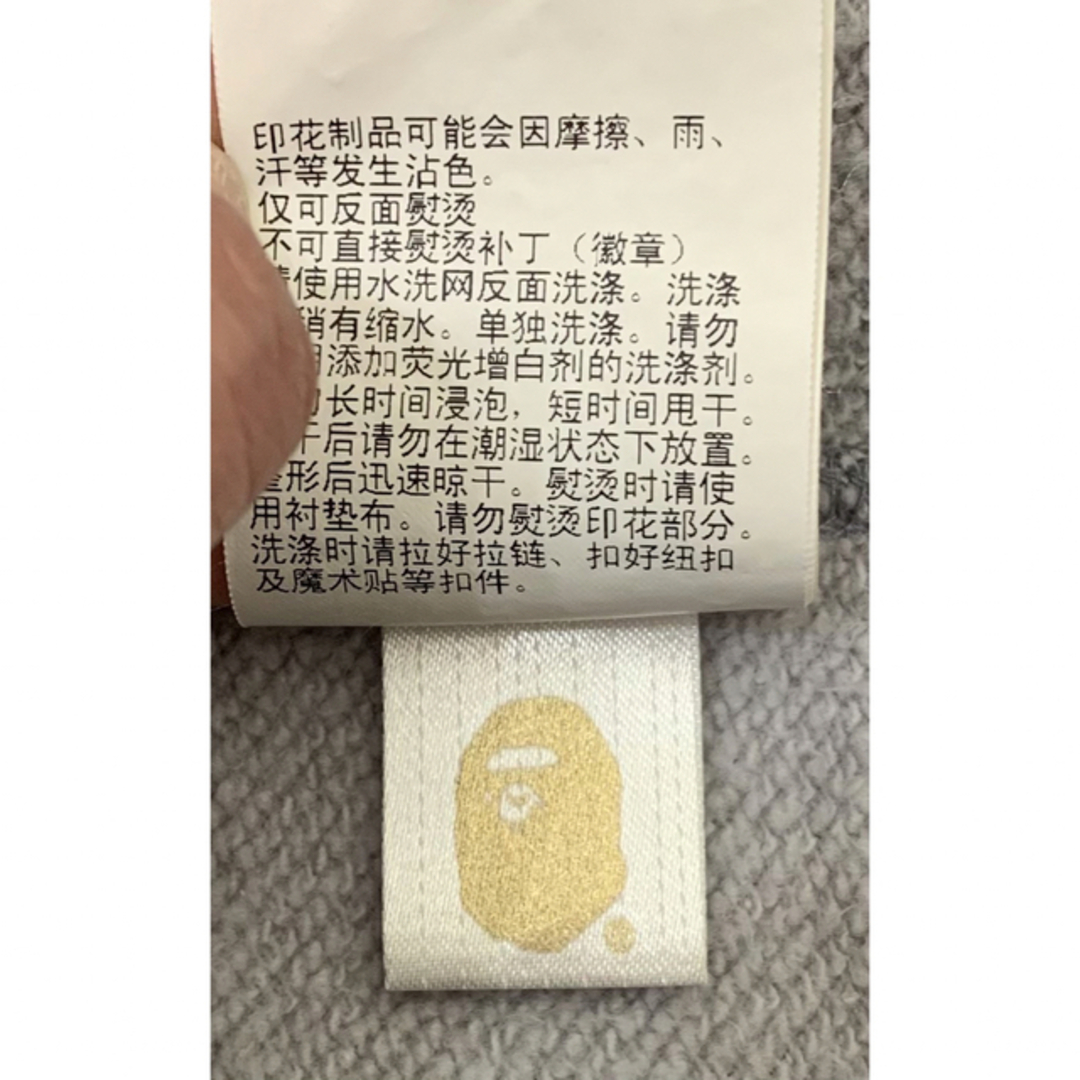 印花制品可能会因摩擦、雨、
汗等发生沾色。
仅可反面熨烫
不可直接熨烫补丁（徽章）
使用水洗网反面洗涤。洗涤
稍有缩水。单独洗涤。请勿
添加荧光增白剂的洗涤剂。
长时间浸泡，短时间甩干。
干后请勿在潮湿状态下放置。
整形后迅速晾干。熨烫时请使
用衬垫布。请勿熨烫印花部分。
洗涤时请拉好拉链、扣好纽扣
及魔术贴等扣件。